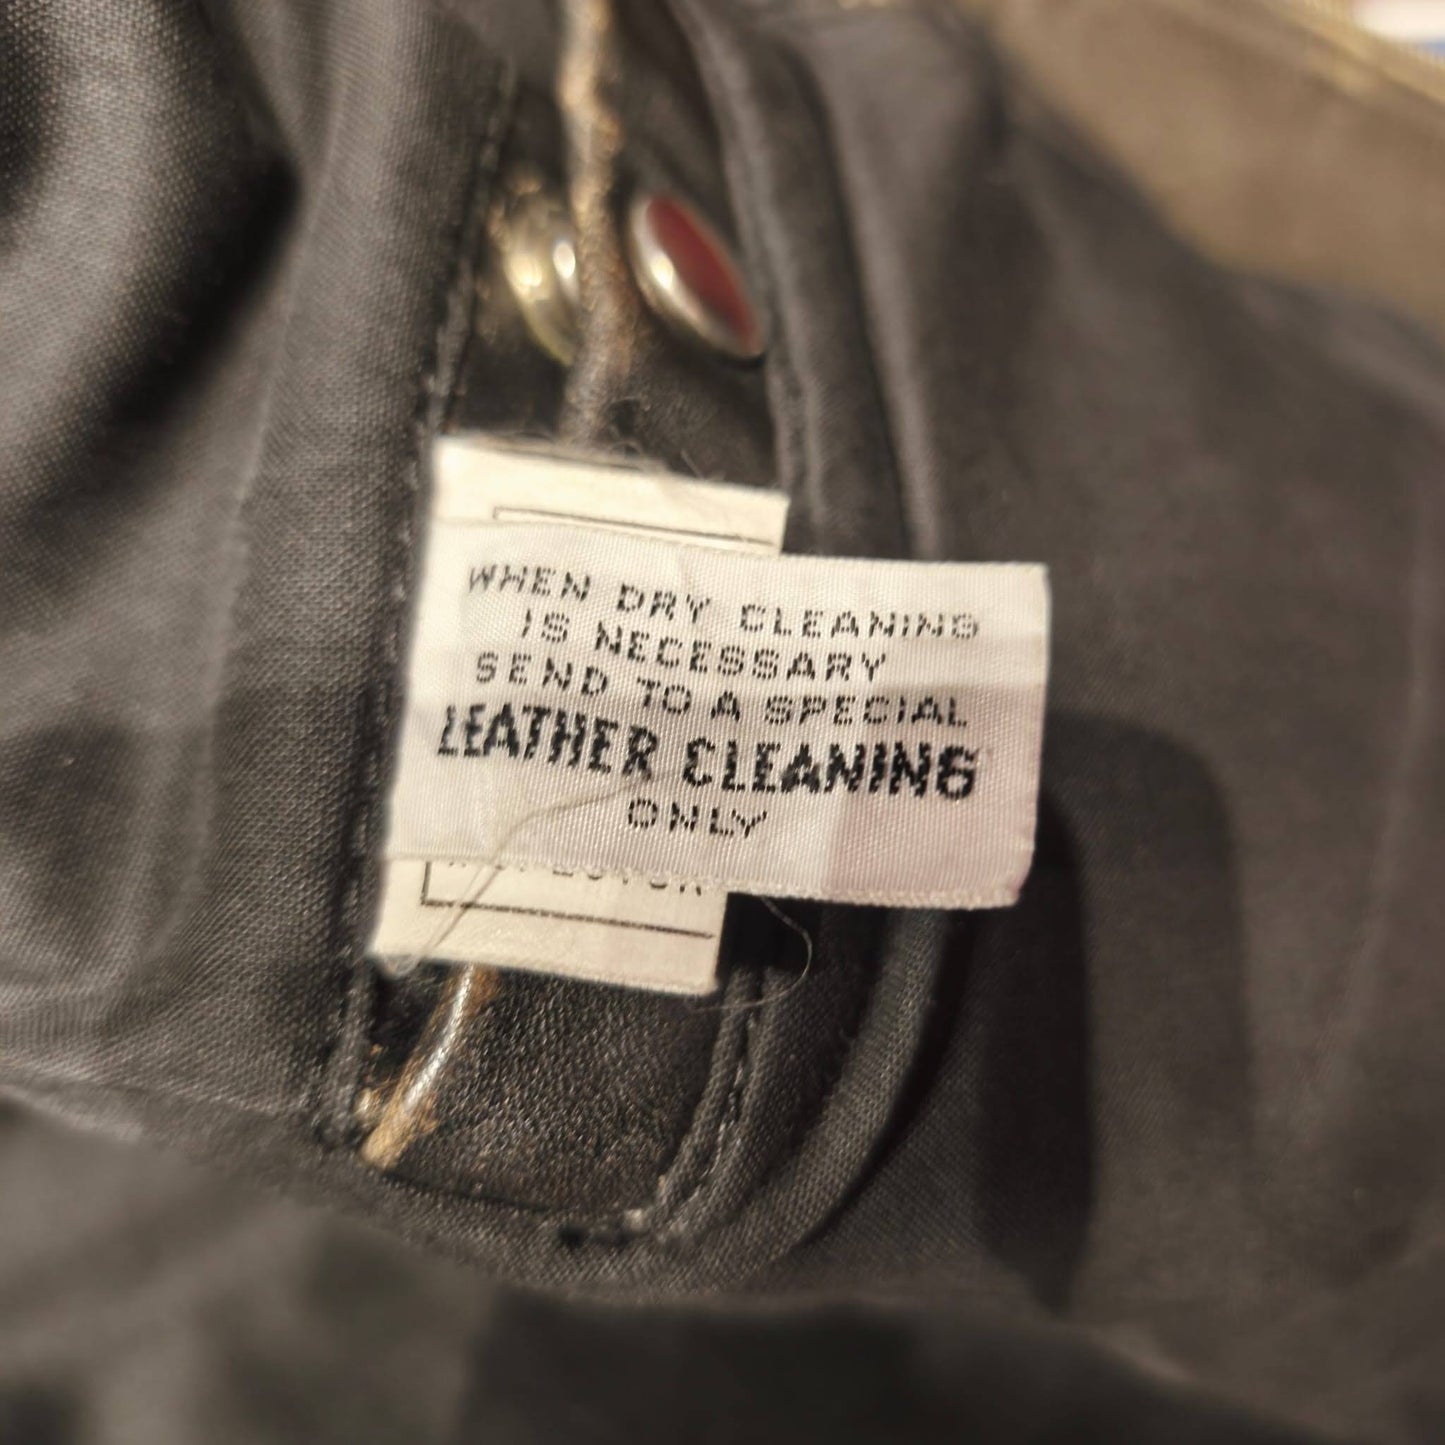 WHEN DRY CLEANING
IS NECESSARY
SEND TO A SPECIAL
LEATHER CLEANING
ONLY